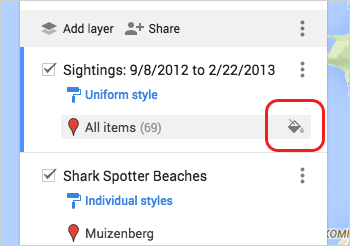 Add layer Share
Sightings: 9/8/2012 to 2/22/2013
Uniform style
All items (69)
Shark Spotter Beaches
Individual styles
Muizenberg